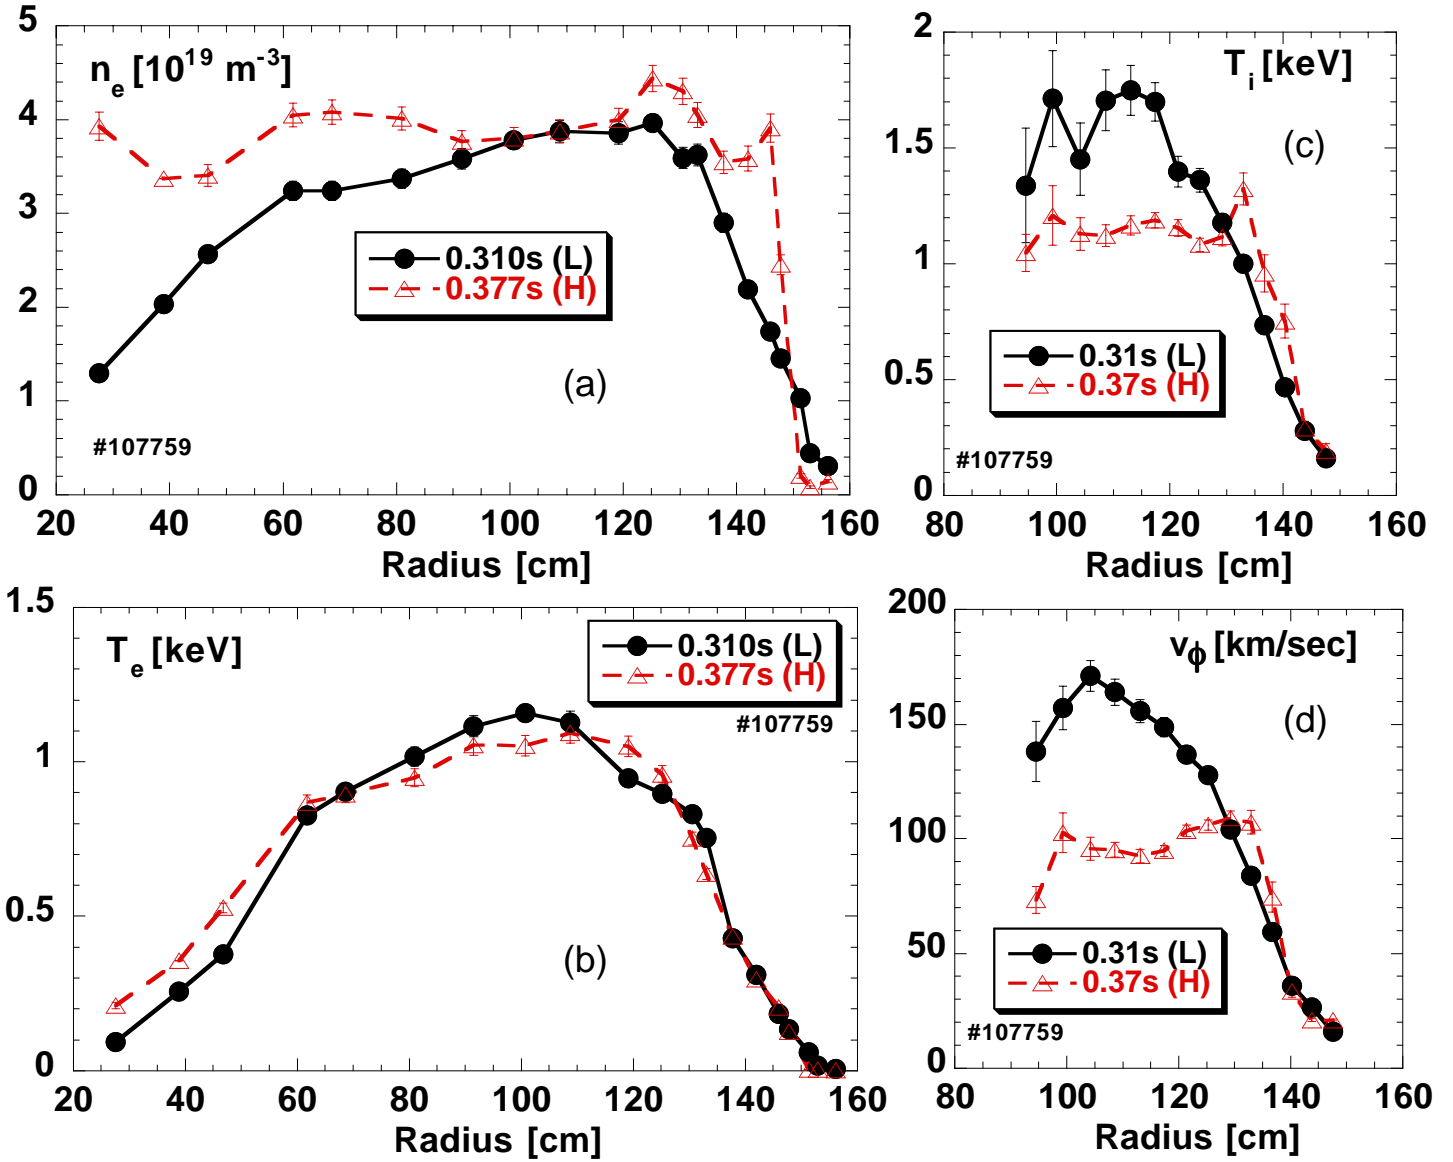 n_e [10^19 m^-3]
5
4
3
2
1
0
0.310s (L)
0.377s (H)
(a)
#107759
20 40 60 80 100 120 140 160
Radius [cm]
T_i [keV]
2
1.5
1
0.5
0
(c)
0.31s (L)
0.37s (H)
#107759
80 100 120 140 160
Radius [cm]
T_e [keV]
1.5
1
0.5
0
0.310s (L)
0.377s (H)
#107759
(b)
20 40 60 80 100 120 140 160
Radius [cm]
v_ϕ [km/sec]
200
150
100
50
0
(d)
0.31s (L)
0.37s (H)
#107759
80 100 120 140 160
Radius [cm]